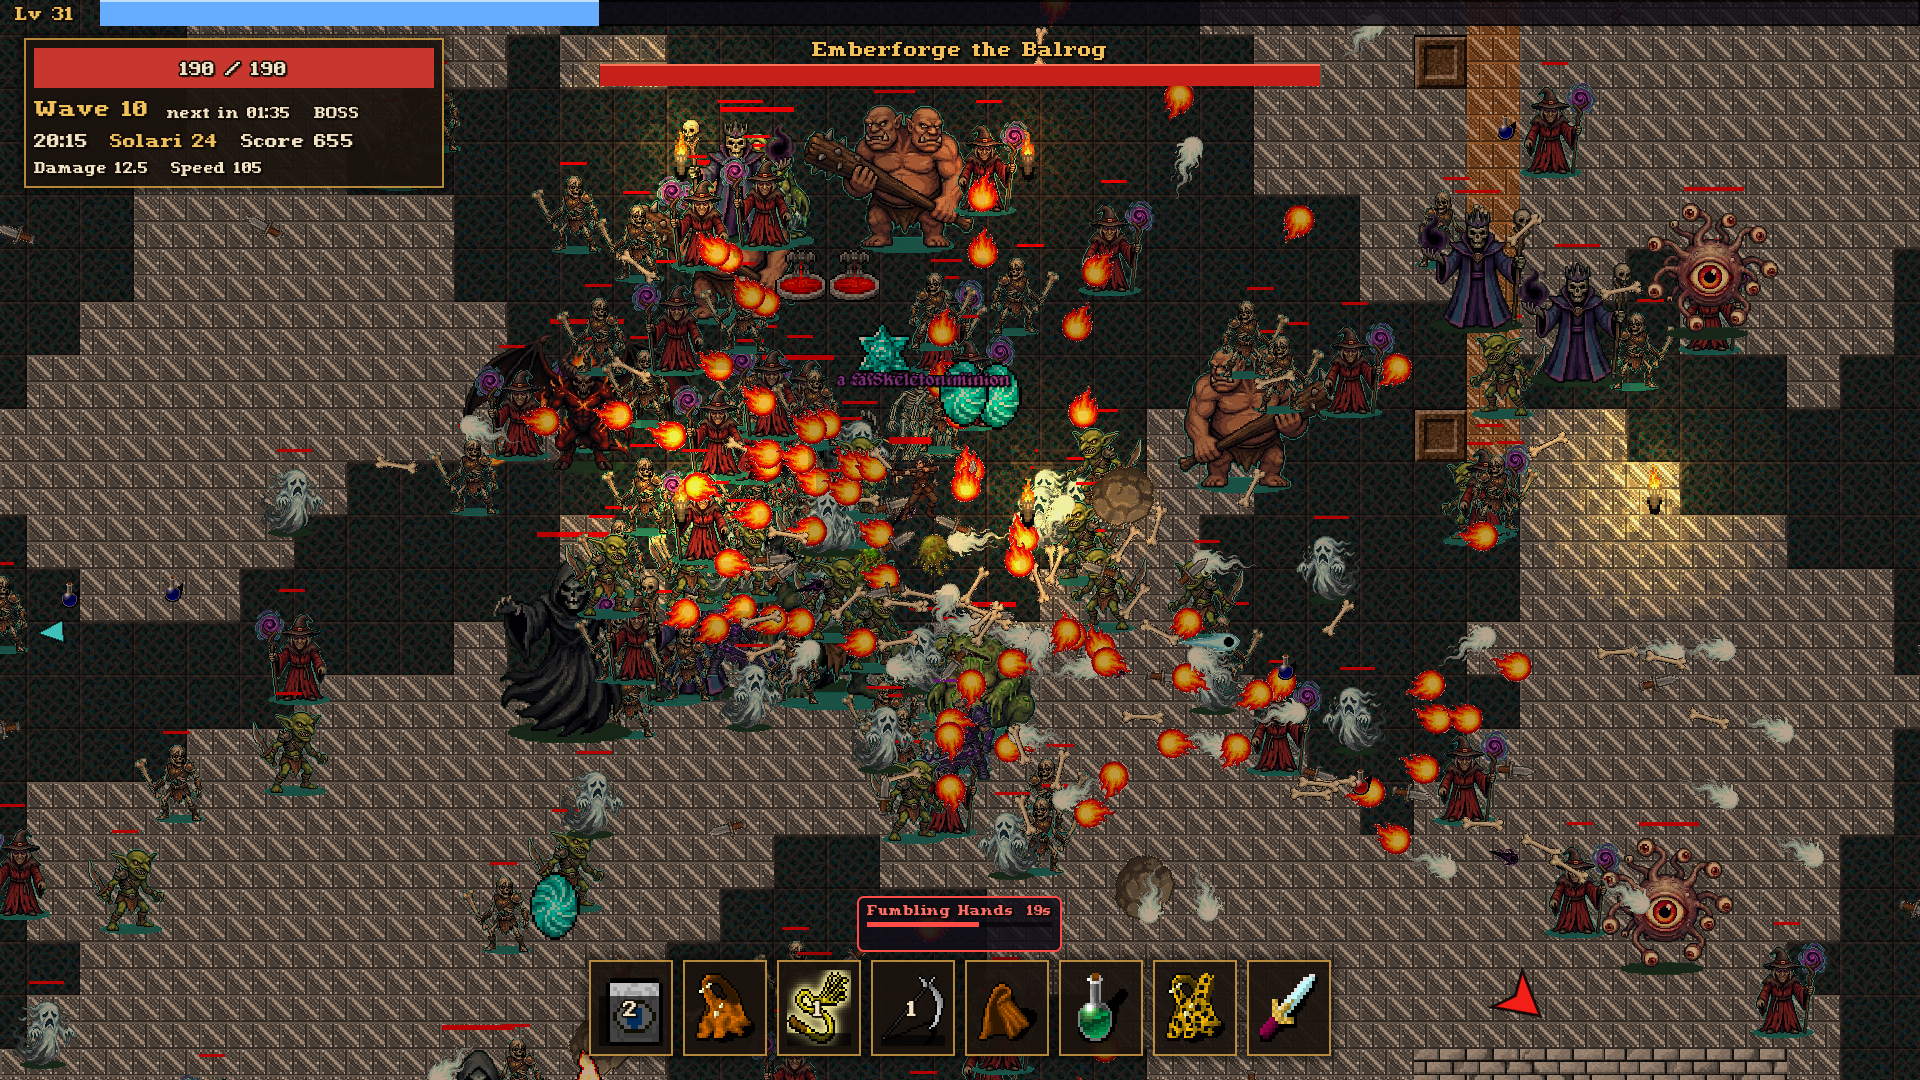 Lv 31
Emberforge the Balrog
190 / 190
Wave 10 next in 01:35 BOSS
20:15 Solari 24 Score 655
Damage 12.5 Speed 105
Fumbling Hands 19s
2
1
1